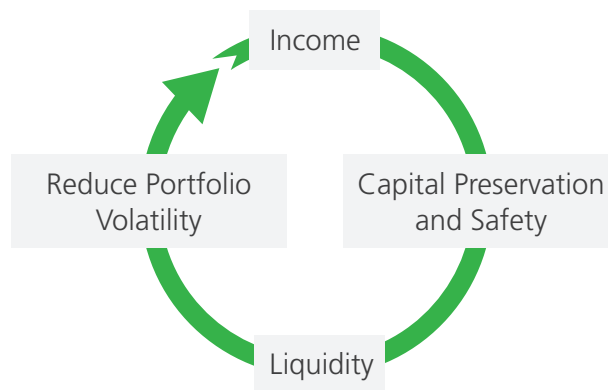 Income
Reduce Portfolio
Volatility
Capital Preservation
and Safety
Liquidity